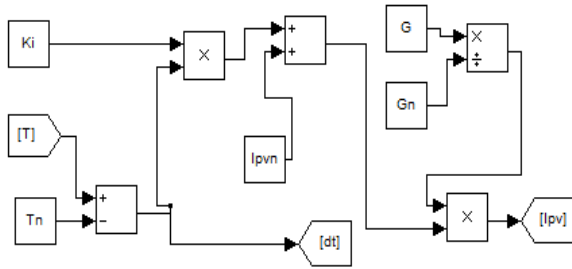 Ki
X
+
+
G
X
÷
Gn
[T]
Ipvn
Tn
+
−
[dt]
X
[Ipv]